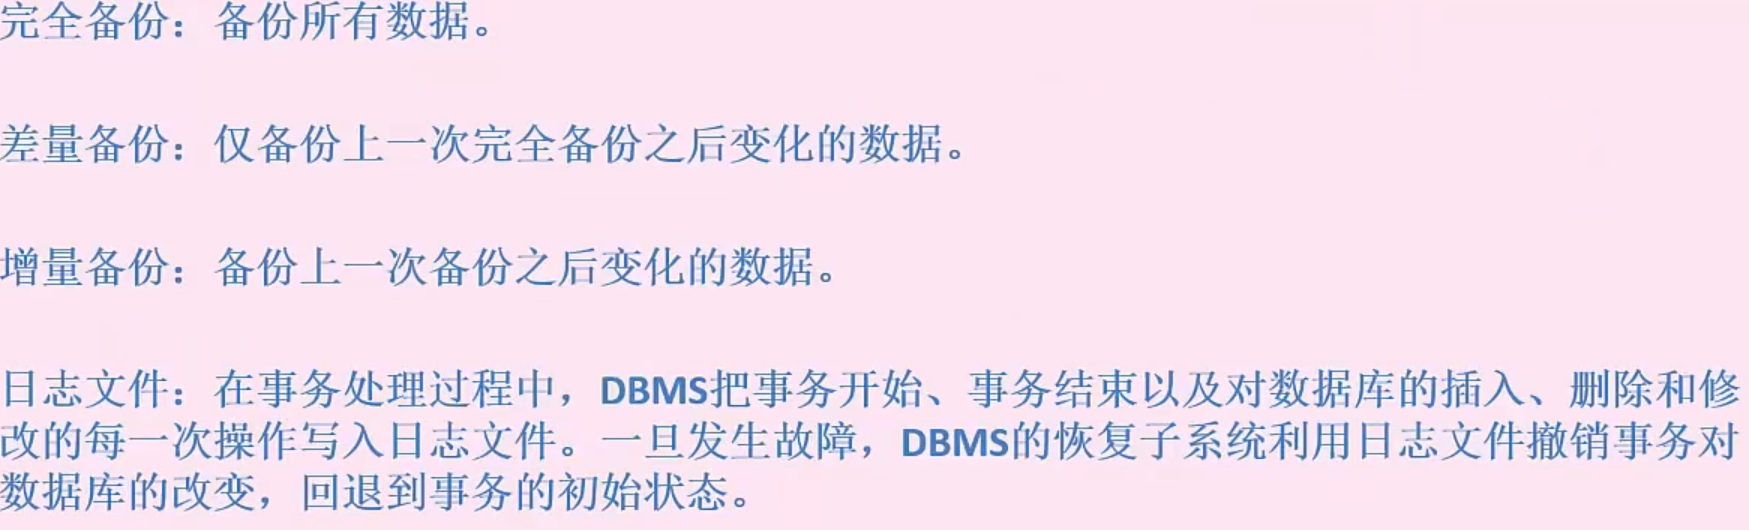 完全备份：备份所有数据。
差量备份：仅备份上一次完全备份之后变化的数据。
增量备份：备份上一次备份之后变化的数据。
日志文件：在事务处理过程中，DBMS把事务开始、事务结束以及对数据库的插入、删除和修
改的每一次操作写入日志文件。一旦发生故障，DBMS的恢复子系统利用日志文件撤销事务对
数据库的改变，回退到事务的初始状态。